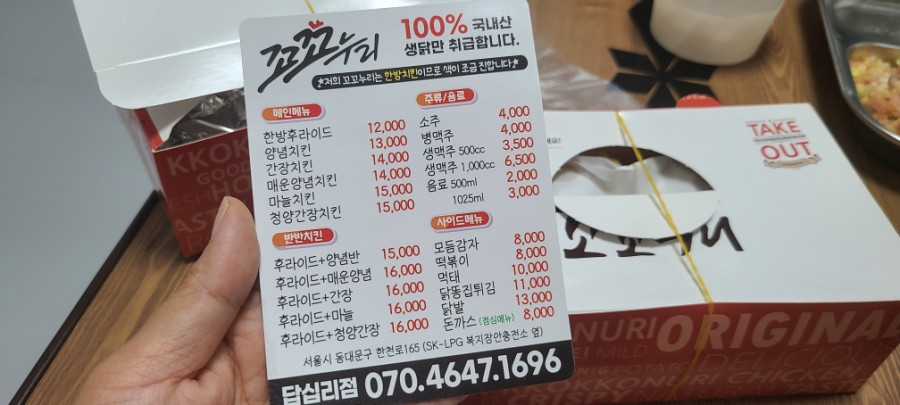 꼬꼬누리
100% 국내산
생닭만 취급합니다.
*저희 꼬꼬누리는 한방치킨이므로 색이 조금 진합니다*
메인메뉴
한방후라이드 12,000
양념치킨 13,000
간장치킨 14,000
매운양념치킨 14,000
마늘치킨 15,000
청양간장치킨 15,000
반반치킨
후라이드+양념반 15,000
후라이드+매운양념 16,000
후라이드+간장 16,000
후라이드+마늘 16,000
후라이드+청양간장 16,000
주류/음료
소주 4,000
병맥주 4,000
생맥주 500cc 3,500
생맥주 1,000cc 6,500
음료 500ml 2,000
1025ml 3,000
사이드메뉴
모듬감자 8,000
떡볶이 8,000
먹태 10,000
닭똥집튀김 11,000
닭발 13,000
돈까스 (점심메뉴) 8,000
서울시 동대문구 한천로165 (SK-LPG 복지장안충전소 옆)
답십리점 070.4647.1696
TAKE
OUT
꼬꼬누리
NURI ORIGINAL
MILD
POTATO
KKONURI CHICKEN
CRISPY